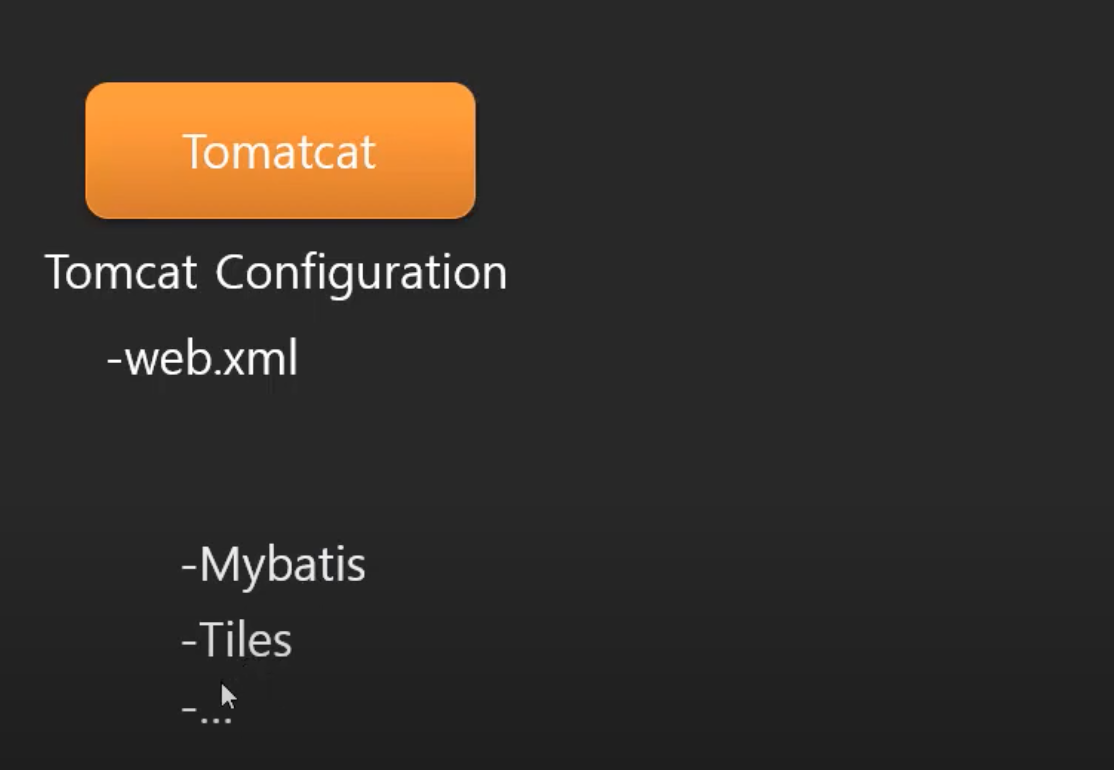 Tomatcat
Tomcat Configuration
-web.xml
-Mybatis
-Tiles
-...